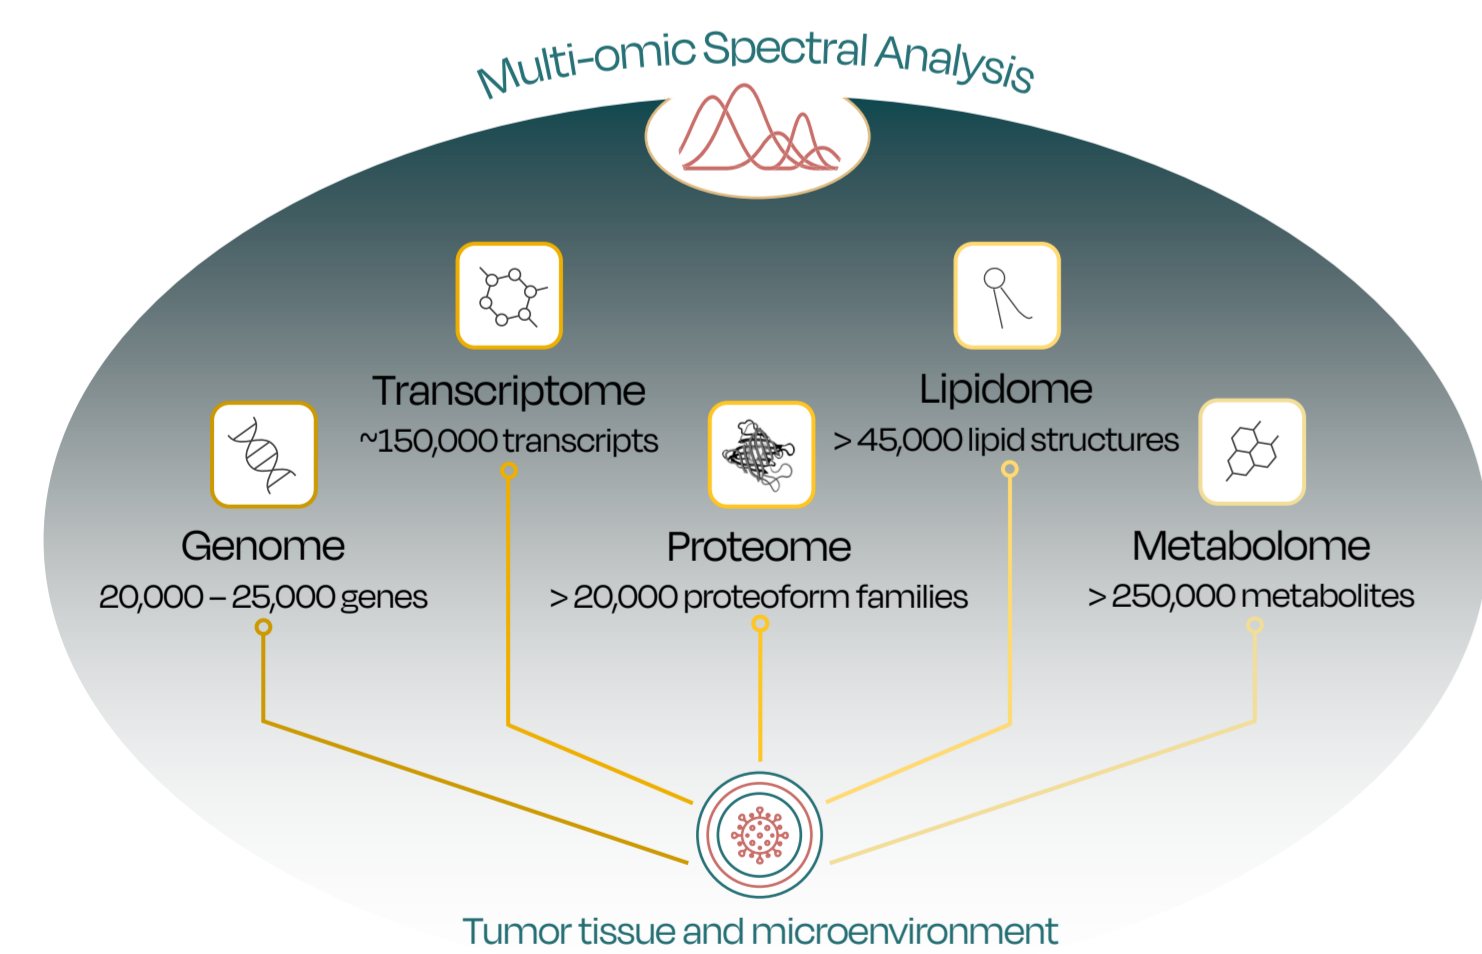 Multi-omic Spectral Analysis
Transcriptome
~150,000 transcripts
Lipidome
> 45,000 lipid structures
Genome
20,000 – 25,000 genes
Proteome
> 20,000 proteoform families
Metabolome
> 250,000 metabolites
Tumor tissue and microenvironment